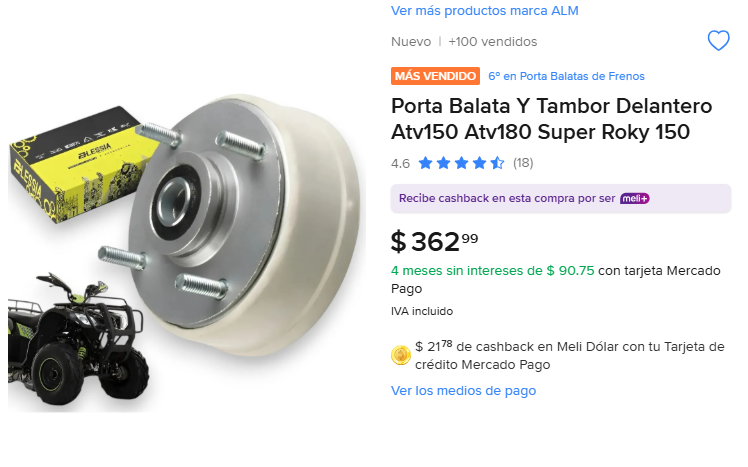 Ver más productos marca ALM
Nuevo | +100 vendidos
MÁS VENDIDO 6º en Porta Balatas de Frenos
Porta Balata Y Tambor Delantero
Atv150 Atv180 Super Roky 150
4.6 (18)
Recibe cashback en esta compra por ser meli+
$ 362 99
4 meses sin intereses de $ 90.75 con tarjeta Mercado
Pago
IVA incluido
$ 21 78 de cashback en Meli Dólar con tu Tarjeta de
crédito Mercado Pago
Ver los medios de pago
BLESSIA
BLESSIA